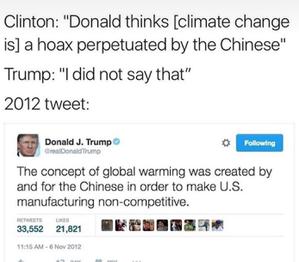 Clinton: "Donald thinks [climate change
is] a hoax perpetuated by the Chinese"
Trump: "I did not say that”
2012 tweet:
Donald J. Trump
@realDonaldTrump
Following
The concept of global warming was created by
and for the Chinese in order to make U.S.
manufacturing non-competitive.
RETWEETS LIKES
33,552 21,821
11:15 AM - 6 Nov 2012